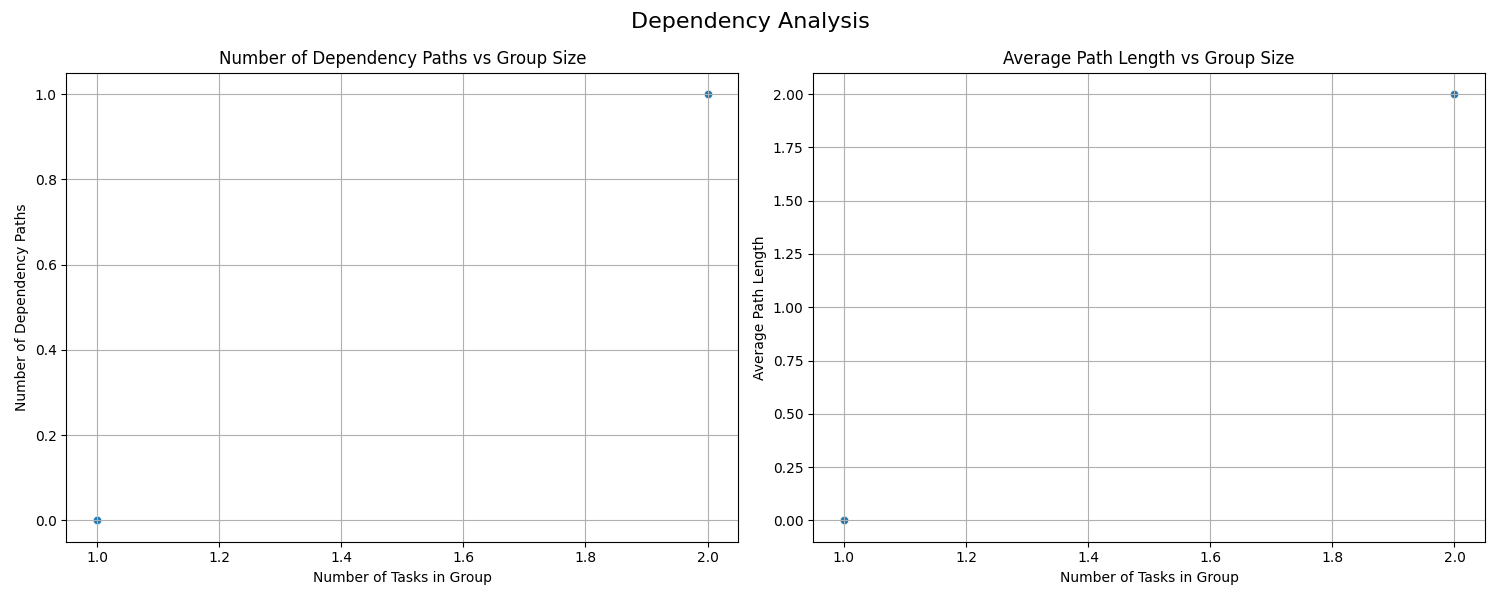 Dependency Analysis
Number of Dependency Paths vs Group Size
Number of Dependency Paths
1.0
0.8
0.6
0.4
0.2
0.0
1.0 1.2 1.4 1.6 1.8 2.0
Number of Tasks in Group
Average Path Length vs Group Size
Average Path Length
2.00
1.75
1.50
1.25
1.00
0.75
0.50
0.25
0.00
1.0 1.2 1.4 1.6 1.8 2.0
Number of Tasks in Group